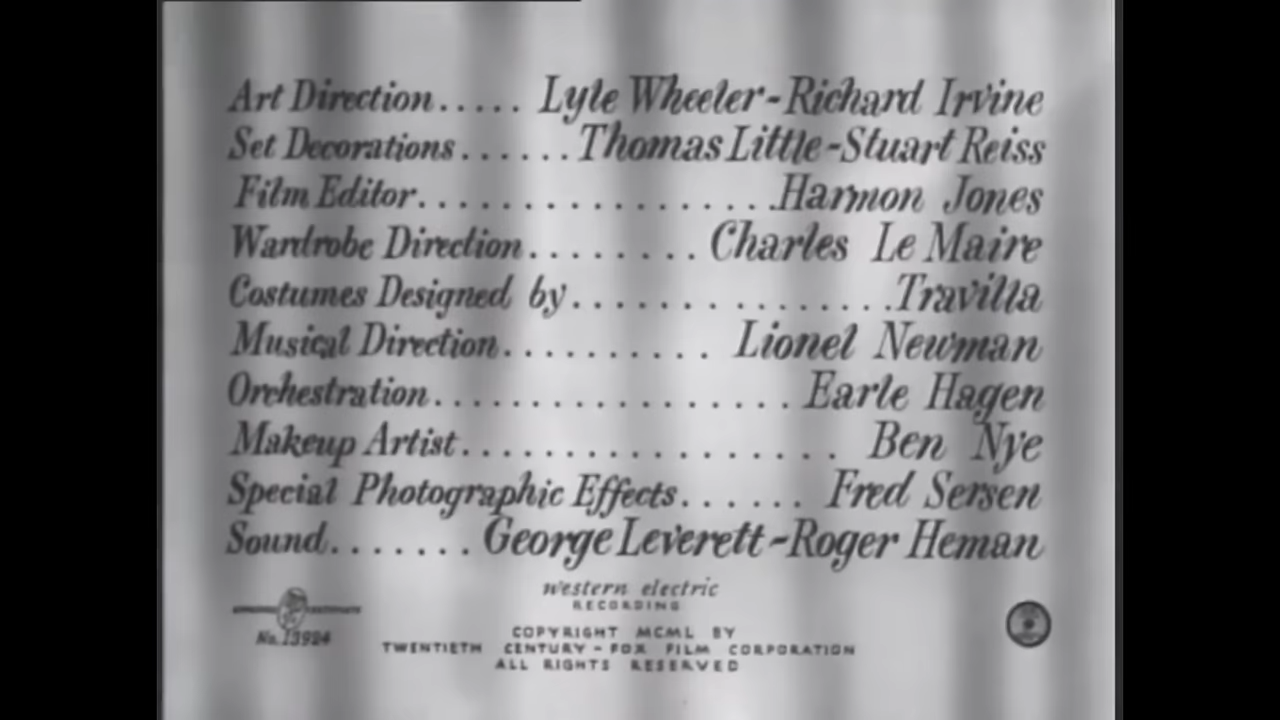 Art Direction..... Lyle Wheeler-Richard Irvine
Set Decorations......Thomas Little-Stuart Reiss
Film Editor..................Harmon Jones
Wardrobe Direction........ Charles Le Maire
Costumes Designed by...............Travilla
Musical Direction.......... Lionel Newman
Orchestration.................. Earle Hagen
Makeup Artist................. Ben Nye
Special Photographic Effects...... Fred Sersen
Sound....... George Leverett-Roger Heman
western electric
RECORDING
No. 13924
COPYRIGHT MCML BY
TWENTIETH CENTURY-FOX FILM CORPORATION
ALL RIGHTS RESERVED